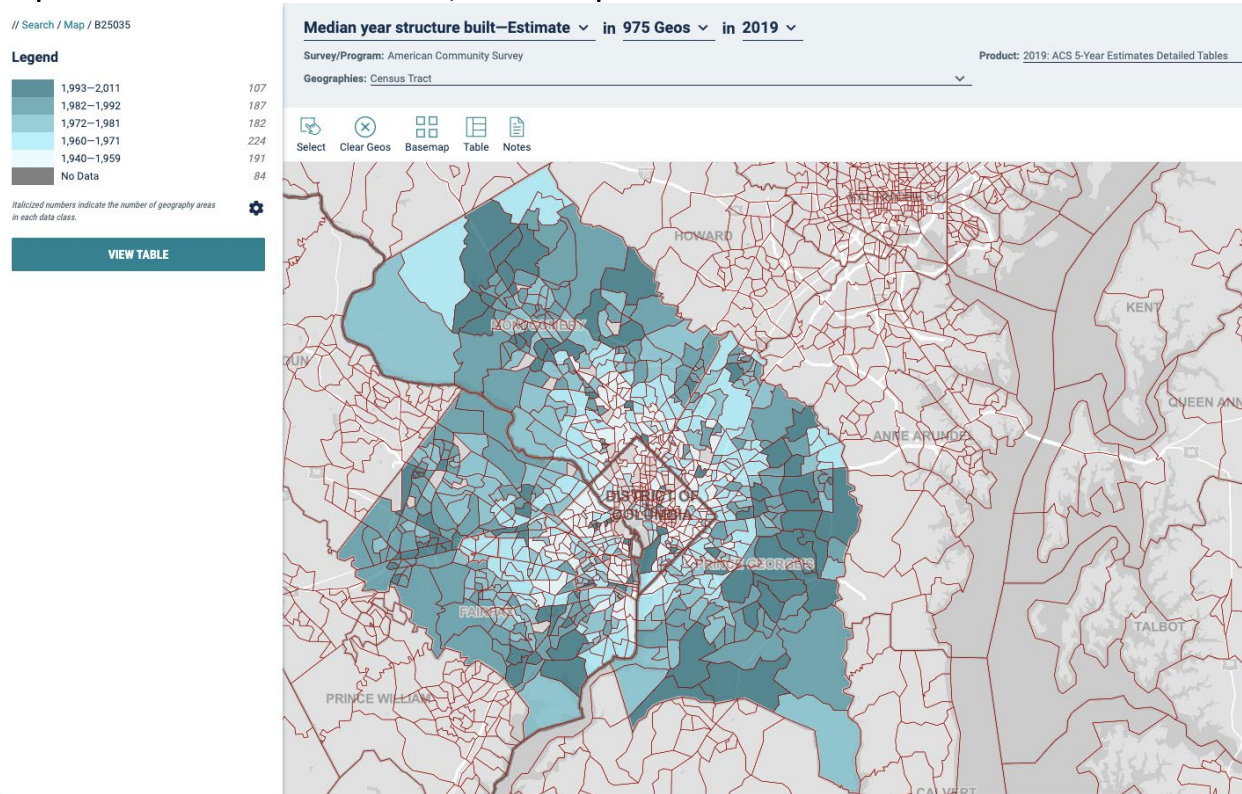 // Search / Map / B25035
Legend
1,993—2,011 107
1,982—1,992 187
1,972—1,981 182
1,960—1,971 224
1,940—1,959 191
No Data 84
Italicized numbers indicate the number of geography areas
in each data class.
VIEW TABLE
Median year structure built—Estimate in 975 Geos in 2019
Survey/Program: American Community Survey
Product: 2019: ACS 5-Year Estimates Detailed Tables
Geographies: Census Tract
Select Clear Geos Basemap Table Notes
HOWARD
KENT
MONTGOMERY
QUEEN ANN
ANNE ARUNDEL
DISTRICT OF
COLUMBIA
PRINCE GEORGE'S
FAIRFAX
TALBOT
PRINCE WILLIAM
CALVERT